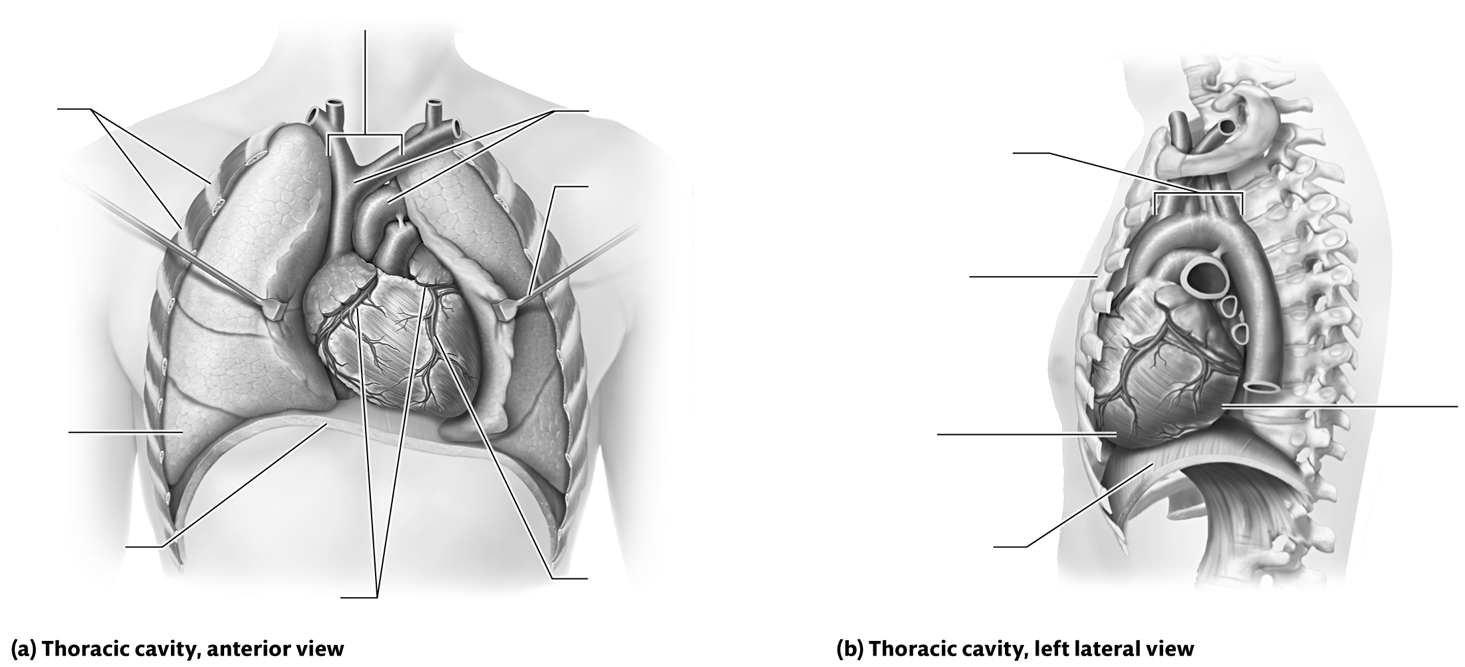 (a) Thoracic cavity, anterior view
(b) Thoracic cavity, left lateral view